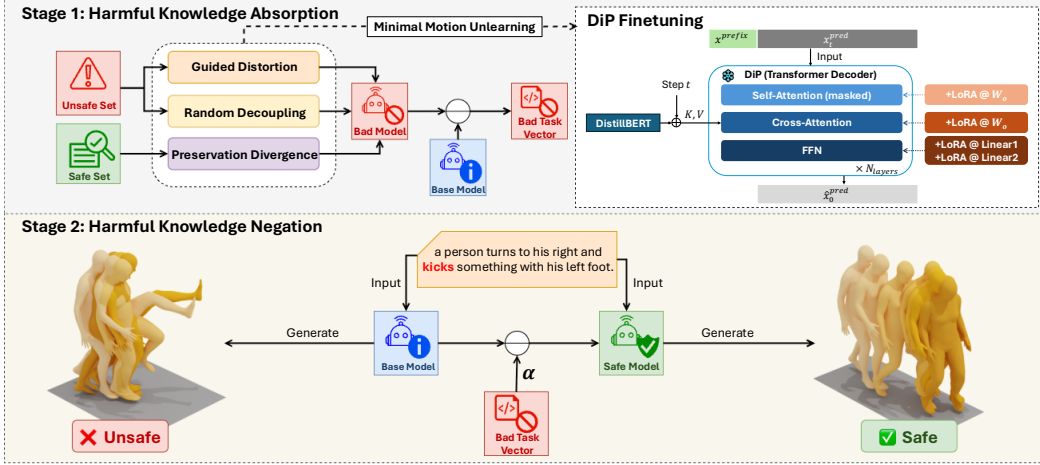 Stage 1: Harmful Knowledge Absorption
Minimal Motion Unlearning
Unsafe Set
Safe Set
Guided Distortion
Random Decoupling
Preservation Divergence
Bad Model
Base Model
</>
Bad Task
Vector
DiP Finetuning
x^{prefix}
x_t^{pred}
Input
DiP (Transformer Decoder)
Step t
DistillBERT
K, V
Self-Attention (masked)
Cross-Attention
FFN
+LoRA @ W_o
+LoRA @ W_o
+LoRA @ Linear1
+LoRA @ Linear2
× N_{layers}
x̂_0^{pred}
Stage 2: Harmful Knowledge Negation
a person turns to his right and
kicks something with his left foot.
Input
Input
Generate
Base Model
Safe Model
Generate
α
</>
Bad Task
Vector
Unsafe
Safe